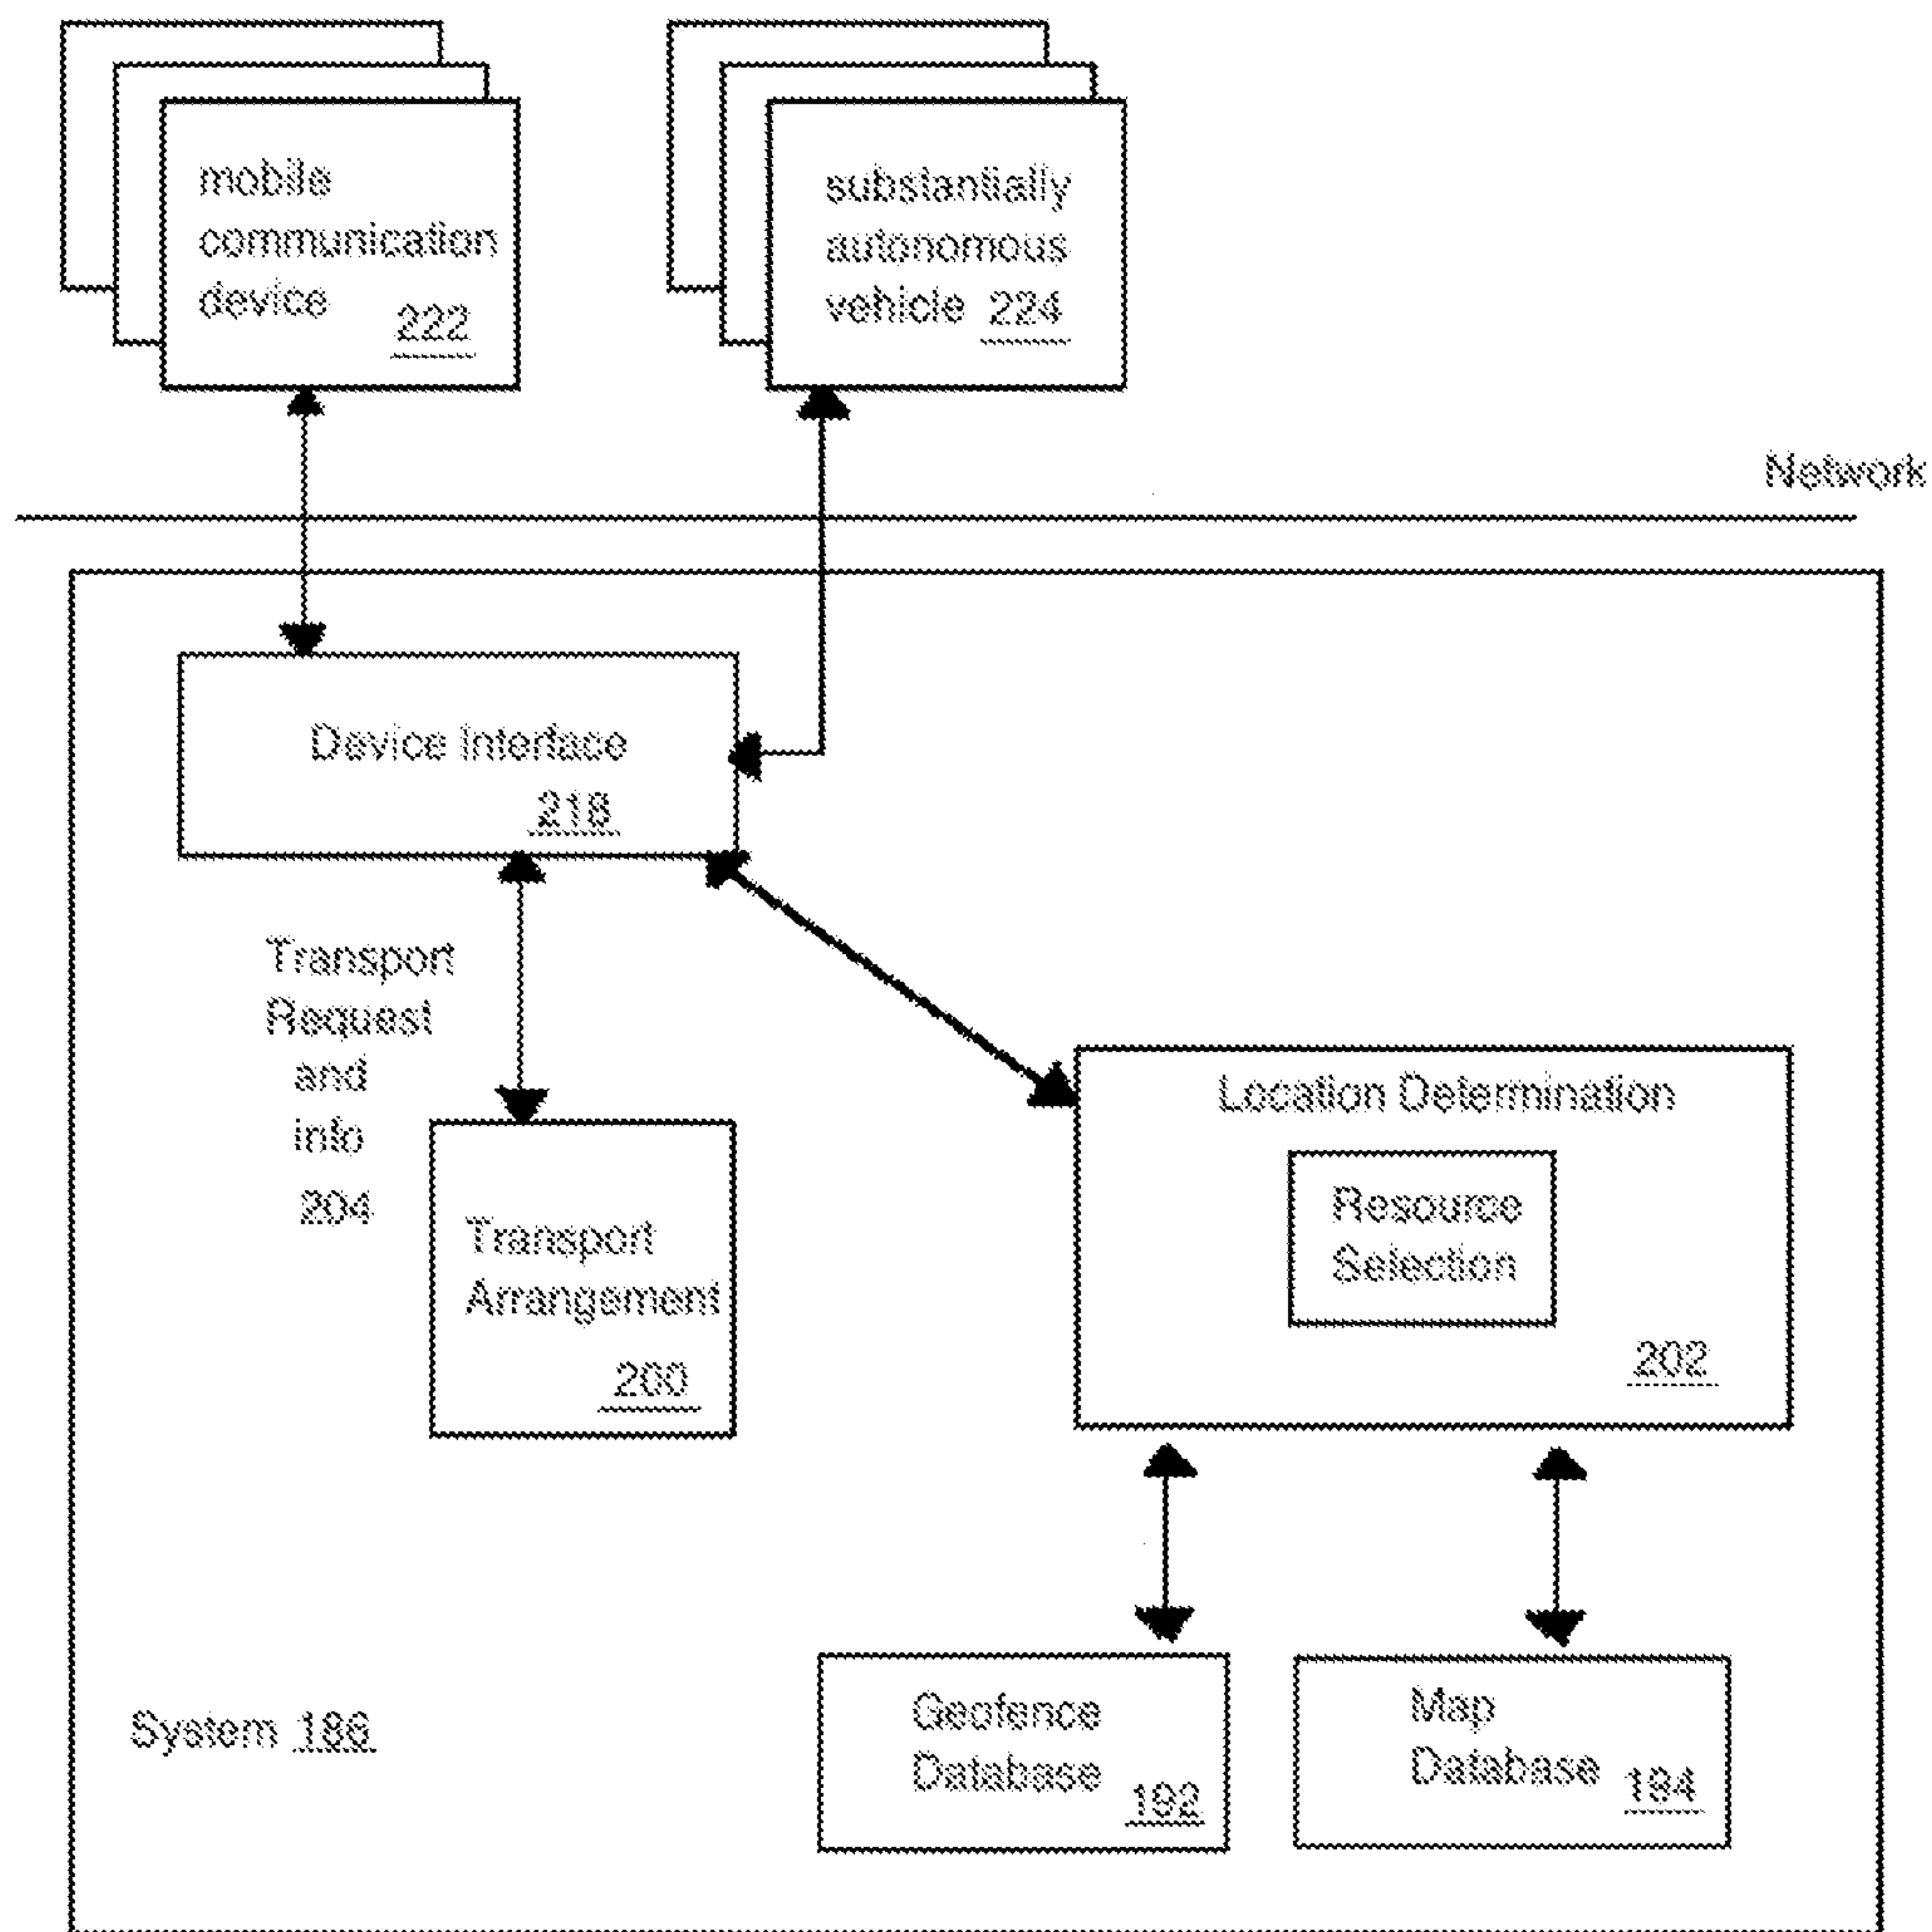 mobile
communication
device 222
substantially
autonomous
vehicle 224
Network
Device Interface
218
Transport
Request
and
info
204
Transport
Arrangement
200
Location Determination
Resource
Selection
202
System 186
Geofence
Database 192
Map
Database 194